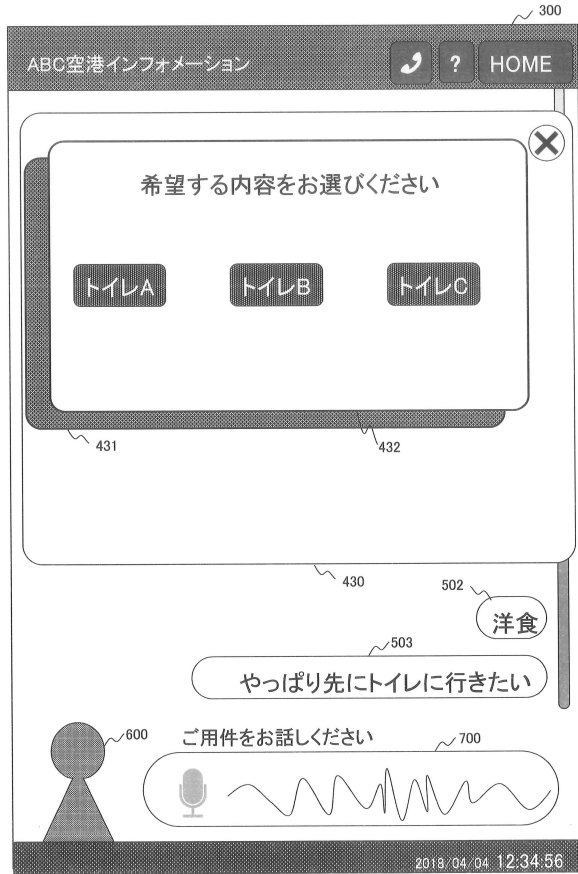 300
ABC空港インフォメーション ? HOME
希望する内容をお選びください
トイレA トイレB トイレC
431
432
430
502
洋食
503
やっぱり先にトイレに行きたい
600
ご用件をお話しください
700
2018/04/04 12:34:56